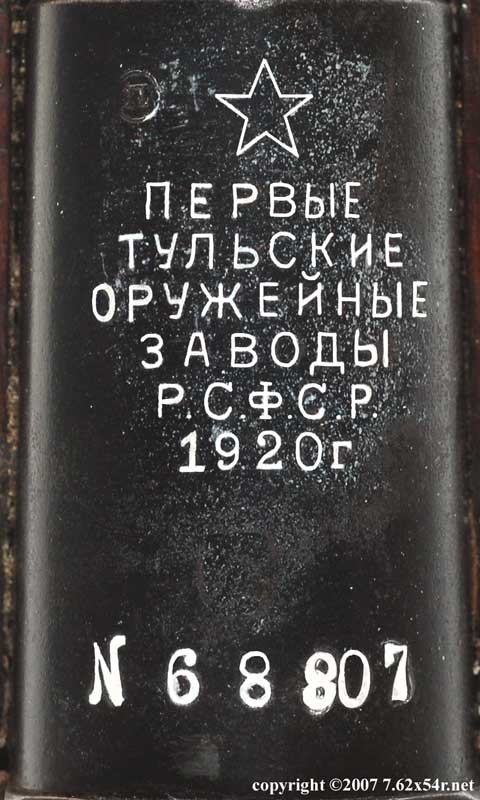 ПЕРВЫЕ
ТУЛЬСКИЕ
ОРУЖЕЙНЫЕ
ЗАВОДЫ
Р.С.Ф.С.Р.
1920г
N 68807
copyright ©2007 7.62x54r.net